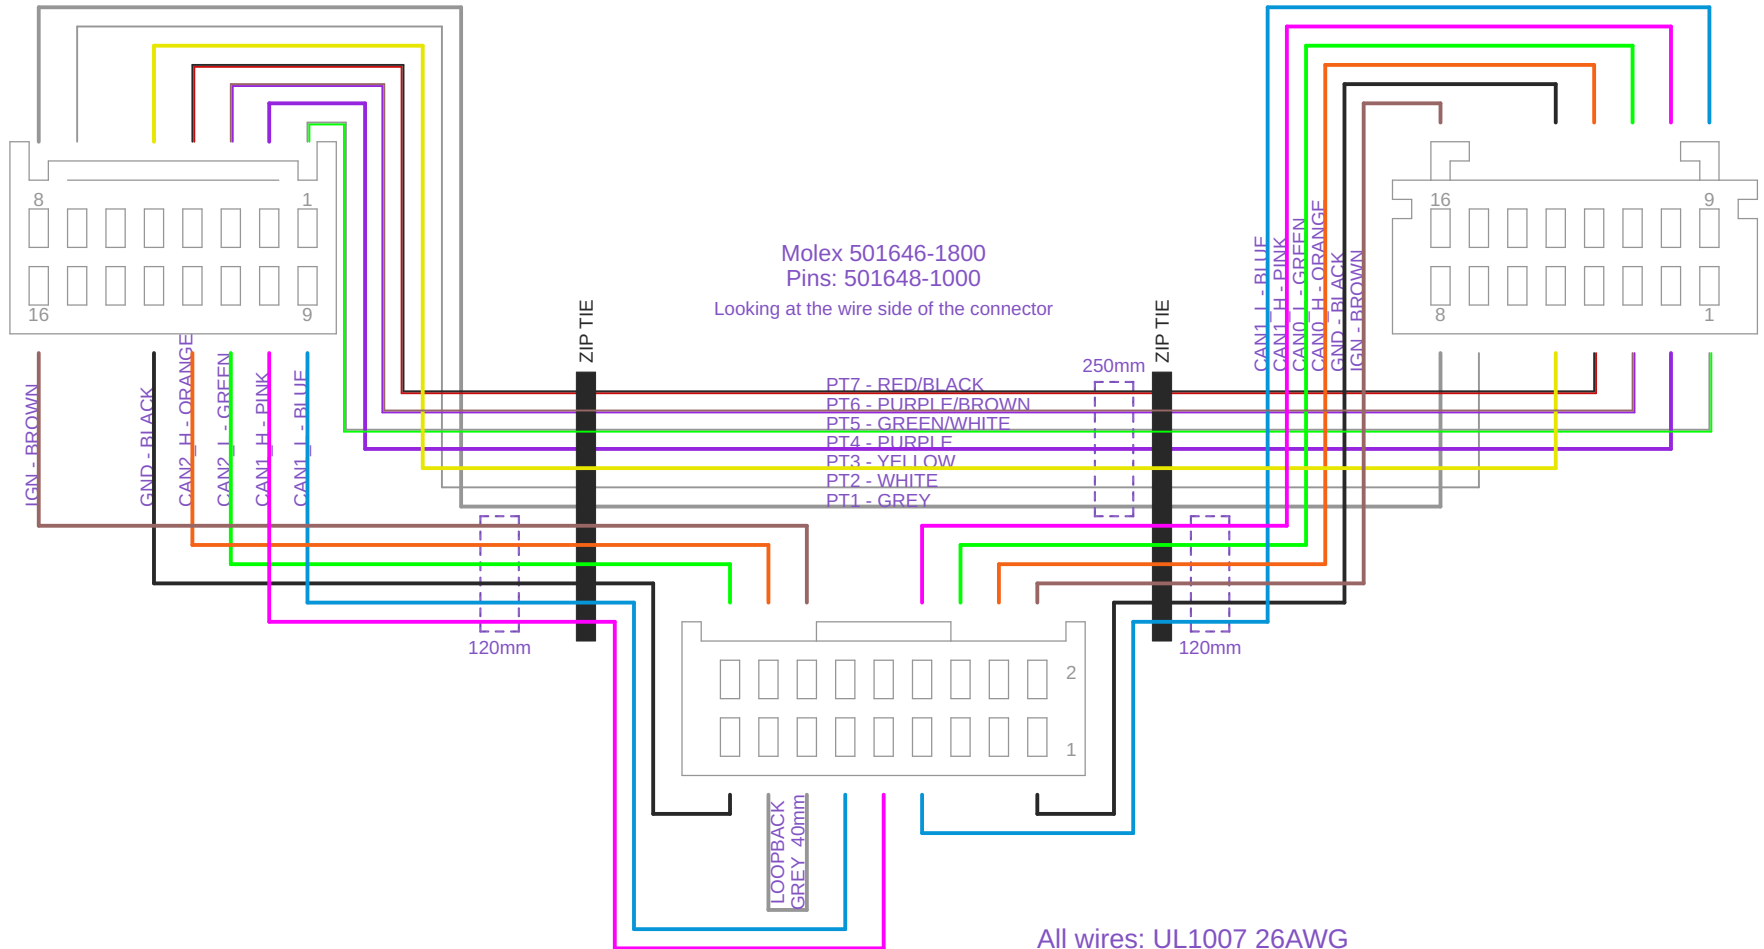 8
1
16
9
16
9
8
1
Molex 501646-1800
Pins: 501648-1000
Looking at the wire side of the connector
ZIP TIE
ZIP TIE
250mm
IGN - BROWN
GND - BLACK
CAN2_H - ORANGE
CAN2_L - GREEN
CAN1_H - PINK
CAN1_L - BLUE
CAN1_L - BLUE
CAN1_H - PINK
CAN0_L - GREEN
CAN0_H - ORANGE
GND - BLACK
IGN - BROWN
PT7 - RED/BLACK
PT6 - PURPLE/BROWN
PT5 - GREEN/WHITE
PT4 - PURPLE
PT3 - YELLOW
PT2 - WHITE
PT1 - GREY
120mm
120mm
2
1
LOOPBACK
GREY 40mm
All wires: UL1007 26AWG